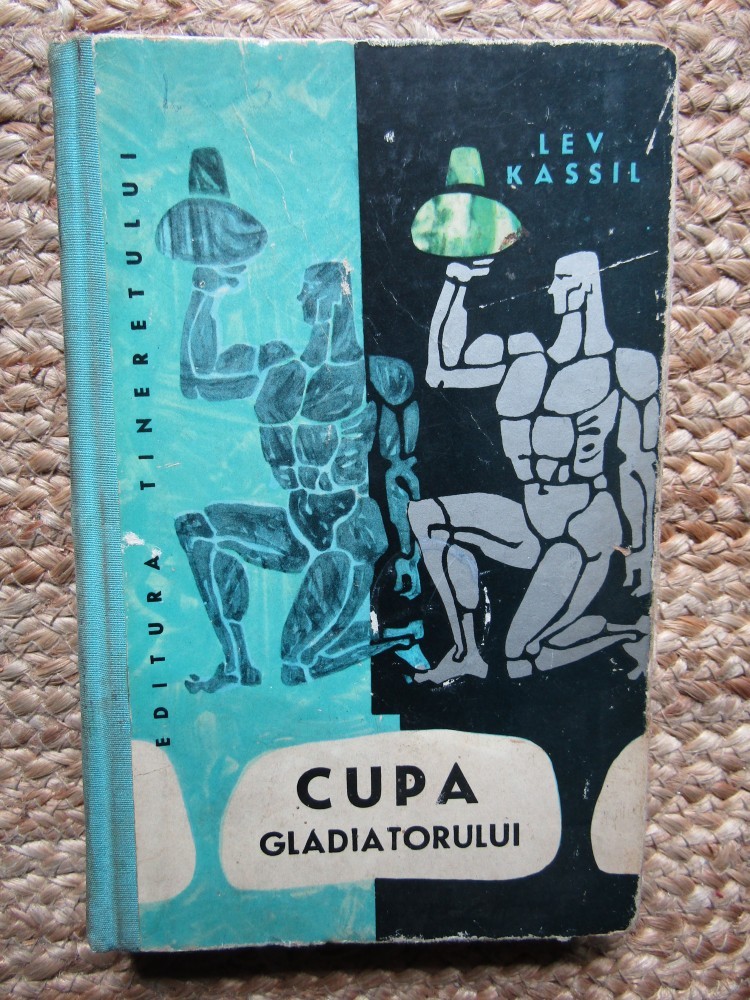 LEV
KASSIL
EDITURA TINERETULUI
CUPA
GLADIATORULUI